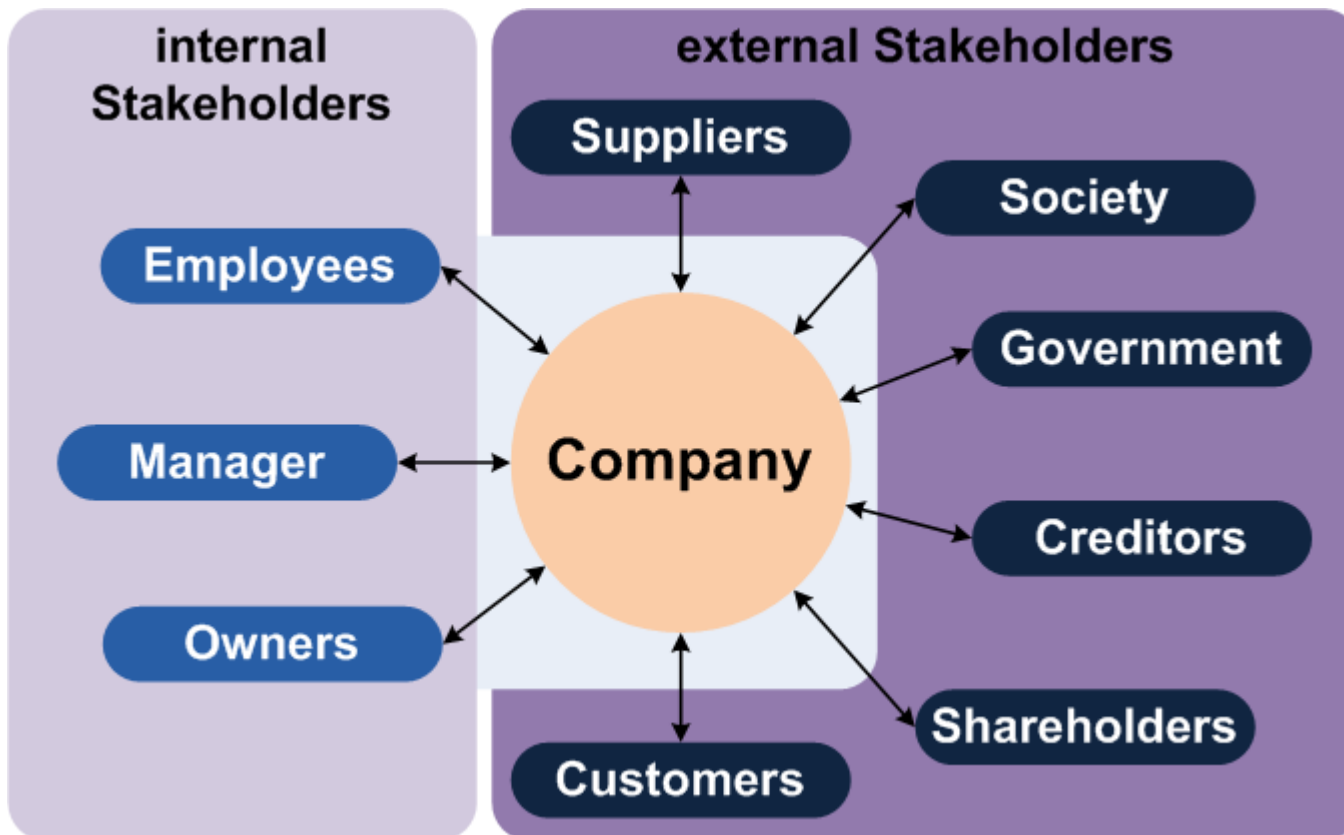 internal
Stakeholders
Employees
Manager
Owners
external Stakeholders
Suppliers
Society
Government
Creditors
Shareholders
Customers
Company